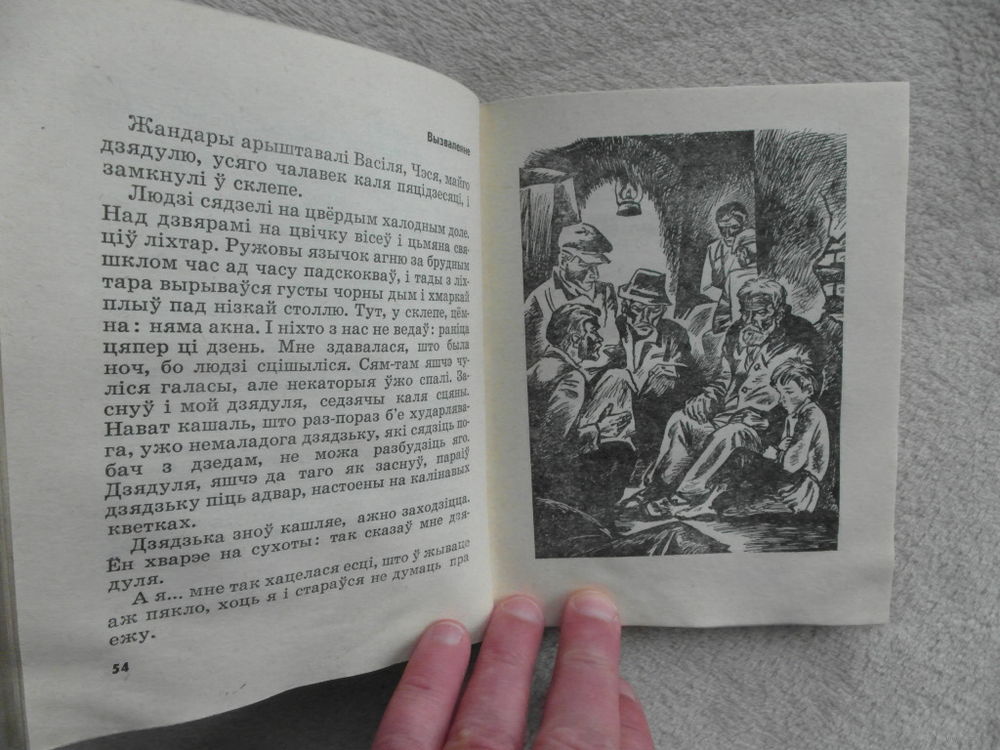 Вызваленне
Жандары арыштавалі Васіля, Чэся, майго
дзядулю, усяго чалавек каля пяцідзесяці, і
замкнулі ў склепе.
Людзі сядзелі на цвёрдым халодным доле.
Над дзвярамі на цвічку вісеў і цьмяна свя-
ціў ліхтар. Ружовы язычок агню за брудным
шклом час ад часу падскокваў, і тады з ліх-
тара вырываўся густы чорны дым і хмаркай
плыў пад нізкай столлю. Тут, у склепе, цём-
на: няма акна. І ніхто з нас не ведаў: раніца
цяпер ці дзень. Мне здавалася, што была
ноч, бо людзі сцішыліся. Сям-там яшчэ чу-
ліся галасы, але некаторыя ўжо спалі. За-
снуў і мой дзядуля, седзячы каля сцяны.
Нават кашаль, што раз-пораз б'е хударлява-
га, ужо немаладога дзядзьку, які сядзіць по-
бач з дзедам, не можа разбудзіць яго.
Дзядуля, яшчэ да таго як заснуў, параіў
дзядзьку піць адвар, настоены на калінавых
кветках.
Дзядзька зноў кашляе, ажно заходзіцца.
Ён хварэе на сухоты: так сказаў мне дзя-
дуля.
А я... мне так хацелася есці, што ў жываце
аж пякло, хоць я і стараўся не думаць пра
ежу.
54